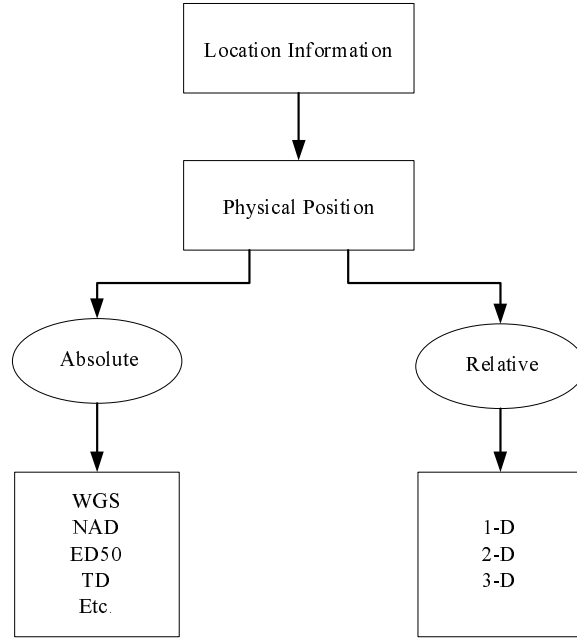 Location Information
Physical Position
Absolute
Relative
WGS
NAD
ED50
TD
Etc.
1-D
2-D
3-D